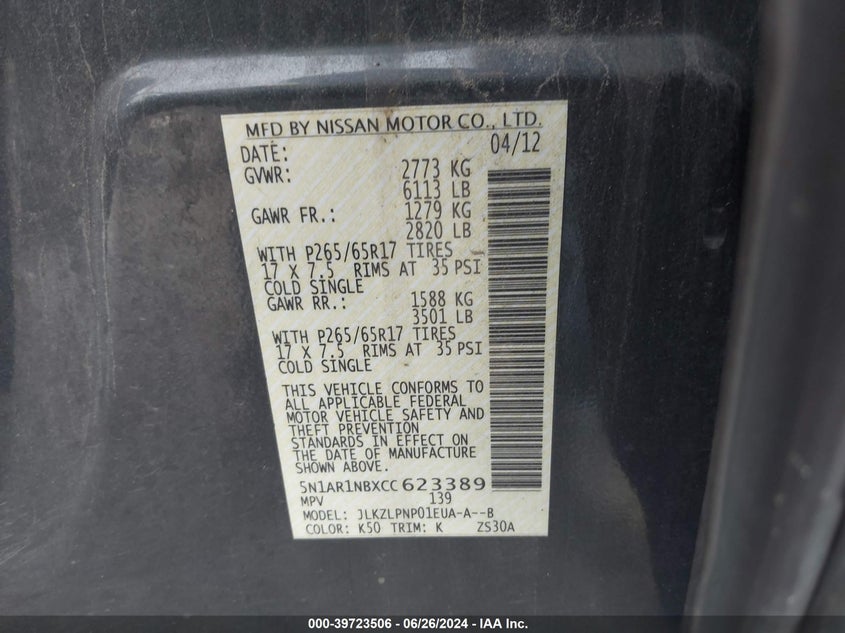 MFD BY NISSAN MOTOR CO., LTD.
DATE: 04/12
GVWR: 2773 KG
6113 LB
GAWR FR.: 1279 KG
2820 LB
WITH P265/65R17 TIRES
17 X 7.5 RIMS AT 35 PSI
COLD SINGLE
GAWR RR.: 1588 KG
3501 LB
WITH P265/65R17 TIRES
17 X 7.5 RIMS AT 35 PSI
COLD SINGLE
THIS VEHICLE CONFORMS TO
ALL APPLICABLE FEDERAL
MOTOR VEHICLE SAFETY AND
THEFT PREVENTION
STANDARDS IN EFFECT ON
THE DATE OF MANUFACTURE
SHOWN ABOVE.
5N1AR1NBXCC623389
MPV 139
MODEL: JLKZLPNP01EUA-A--B
COLOR: K50 TRIM: K ZS30A
000-39723506 - 06/26/2024 - IAA Inc.